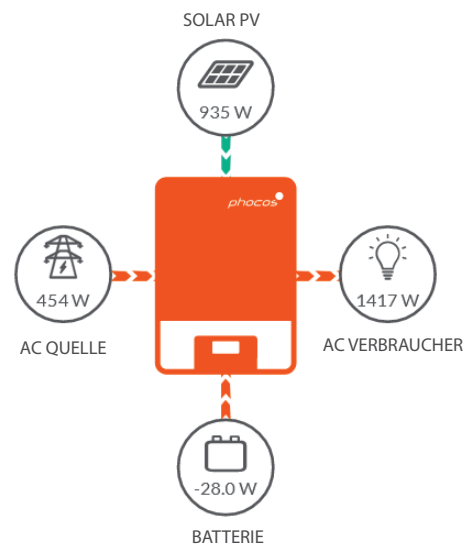 SOLAR PV
935 W
phocos
454 W
1417 W
AC QUELLE
AC VERBRAUCHER
-28.0 W
BATTERIE